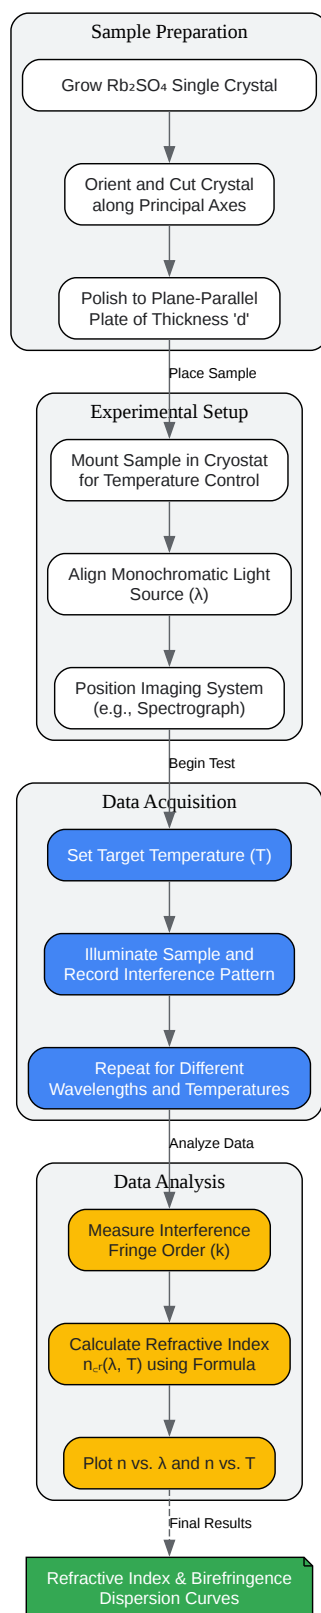 Sample Preparation
Grow Rb₂SO₄ Single Crystal
Orient and Cut Crystal
along Principal Axes
Polish to Plane-Parallel
Plate of Thickness 'd'
Place Sample
Experimental Setup
Mount Sample in Cryostat
for Temperature Control
Align Monochromatic Light
Source (λ)
Position Imaging System
(e.g., Spectrograph)
Begin Test
Data Acquisition
Set Target Temperature (T)
Illuminate Sample and
Record Interference Pattern
Repeat for Different
Wavelengths and Temperatures
Analyze Data
Data Analysis
Measure Interference
Fringe Order (k)
Calculate Refractive Index
(λ, T) using Formula
Plot n vs. λ and n vs. T
Final Results
Refractive Index & Birefringence
Dispersion Curves